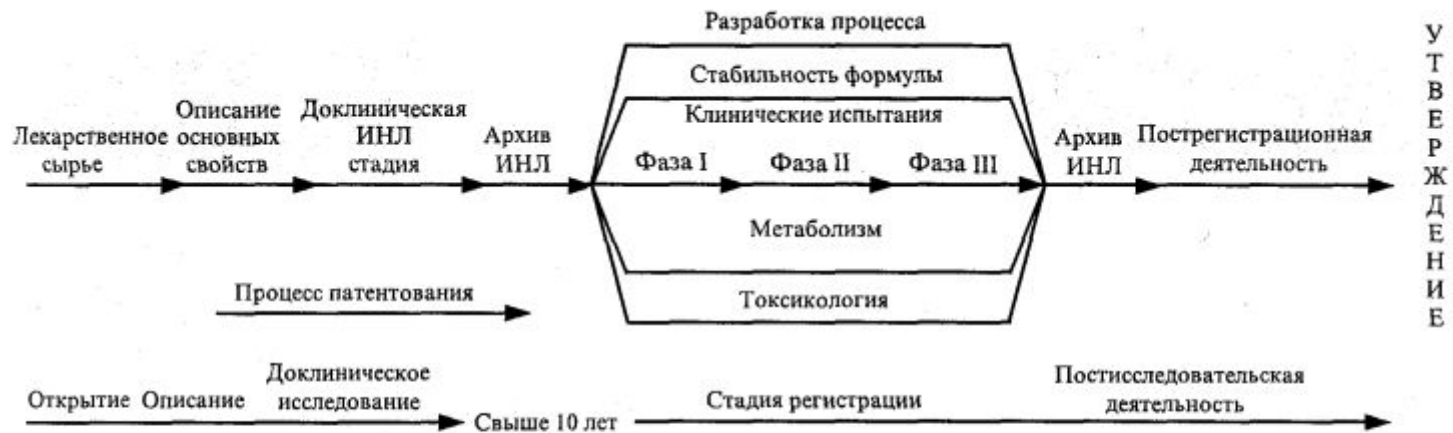 Разработка процесса
Стабильность формулы
Клинические испытания
Лекарственное
сырье
Описание
основных
свойств
Доклиническая
ИНЛ
стадия
Архив
ИНЛ
Фаза I
Фаза II
Фаза III
Архив
ИНЛ
Пострегистрационная
деятельность
Метаболизм
Токсикология
Процесс патентования
УТВЕРЖДЕНИЕ
Открытие
Описание
Доклиническое
исследование
Свыше 10 лет
Стадия регистрации
Постисследовательская
деятельность